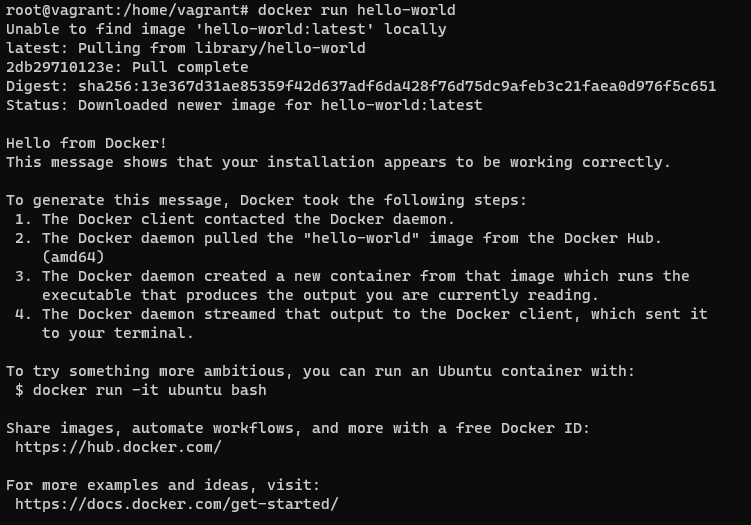 root@vagrant:/home/vagrant# docker run hello-world
Unable to find image 'hello-world:latest' locally
latest: Pulling from library/hello-world
2db29710123e: Pull complete
Digest: sha256:13e367d31ae85359f42d637adf6da428f76d75dc9afeb3c21faea0d976f5c651
Status: Downloaded newer image for hello-world:latest

Hello from Docker!
This message shows that your installation appears to be working correctly.

To generate this message, Docker took the following steps:
 1. The Docker client contacted the Docker daemon.
 2. The Docker daemon pulled the "hello-world" image from the Docker Hub.
    (amd64)
 3. The Docker daemon created a new container from that image which runs the
    executable that produces the output you are currently reading.
 4. The Docker daemon streamed that output to the Docker client, which sent it
    to your terminal.

To try something more ambitious, you can run an Ubuntu container with:
 $ docker run -it ubuntu bash

Share images, automate workflows, and more with a free Docker ID:
 https://hub.docker.com/

For more examples and ideas, visit:
 https://docs.docker.com/get-started/